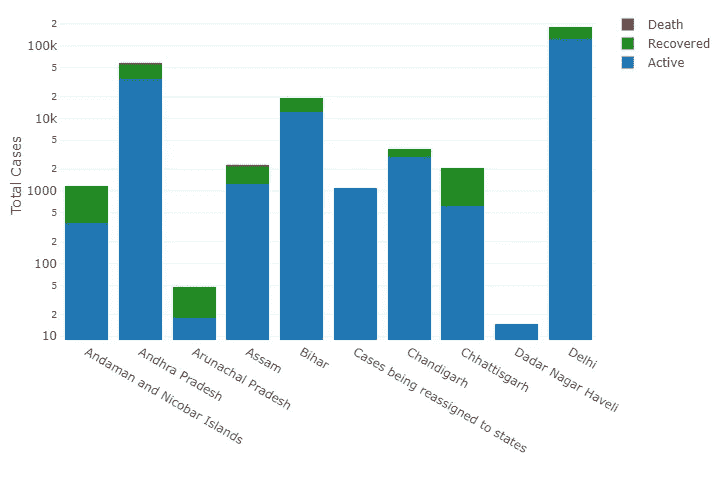 Death
Recovered
Active
Total Cases
2
100k
5
2
10k
5
2
1000
5
2
100
5
2
10
Andaman and Nicobar Islands
Andhra Pradesh
Arunachal Pradesh
Assam
Bihar
Cases being reassigned to states
Chandigarh
Chhattisgarh
Dadar Nagar Haveli
Delhi